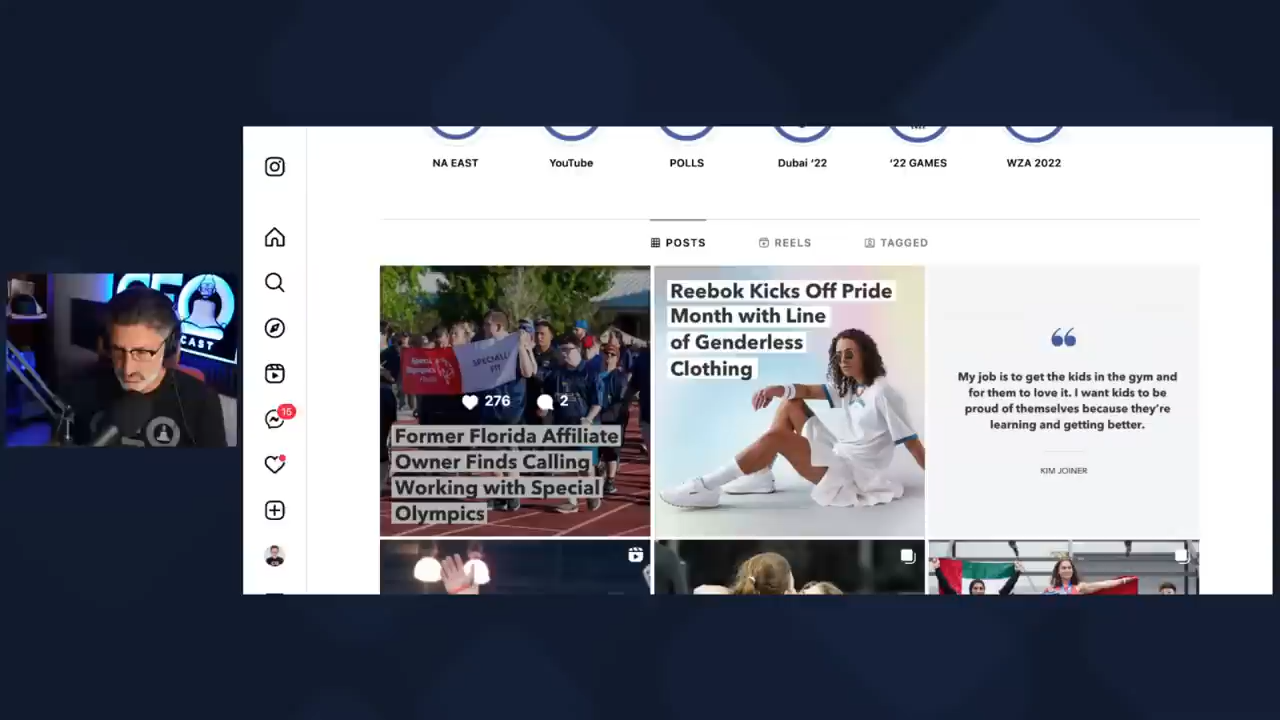 NA EAST
YouTube
POLLS
Dubai ‘22
‘22 GAMES
WZA 2022
POSTS
REELS
TAGGED
276
2
Former Florida Affiliate
Owner Finds Calling
Working with Special
Olympics
Special
Olympics
Reebok Kicks Off Pride
Month with Line
of Genderless
Clothing
My job is to get the kids in the gym and
for them to love it. I want kids to be
proud of themselves because they’re
learning and getting better.
KIM JOINER
15
CAST